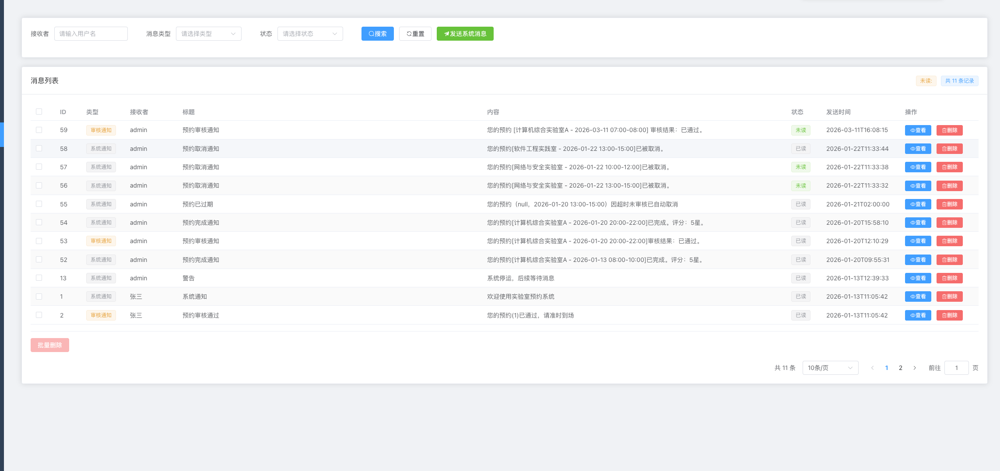 接收者 请输入用户名 消息类型 请选择类型 状态 请选择状态 搜索 重置 发送系统消息
消息列表 未读: 共 11 条记录
ID 类型 接收者 标题 内容 状态 发送时间 操作
59 审核通知 admin 预约审核通知 您的预约 [计算机综合实验室A - 2026-03-11 07:00-08:00] 审核结果：已通过。 未读 2026-03-11T16:08:15 查看 删除
58 系统通知 admin 预约取消通知 您的预约[软件工程实践室 - 2026-01-22 13:00-15:00]已被取消。 已读 2026-01-22T11:33:44 查看 删除
57 系统通知 admin 预约取消通知 您的预约[网络与安全实验室 - 2026-01-22 10:00-12:00]已被取消。 未读 2026-01-22T11:33:38 查看 删除
56 系统通知 admin 预约取消通知 您的预约[网络与安全实验室 - 2026-01-22 13:00-15:00]已被取消。 未读 2026-01-22T11:33:32 查看 删除
55 系统通知 admin 预约已过期 您的预约（null，2026-01-20 13:00-15:00）因超时未审核已自动取消 已读 2026-01-21T02:00:00 查看 删除
54 系统通知 admin 预约完成通知 您的预约[计算机综合实验室A - 2026-01-20 20:00-22:00]已完成。评分：5星。 已读 2026-01-20T15:58:10 查看 删除
53 审核通知 admin 预约审核通知 您的预约[计算机综合实验室A - 2026-01-20 20:00-22:00]审核结果：已通过。 已读 2026-01-20T12:10:29 查看 删除
52 系统通知 admin 预约完成通知 您的预约[计算机综合实验室A - 2026-01-13 08:00-10:00]已完成。评分：5星。 已读 2026-01-20T09:55:31 查看 删除
13 系统通知 admin 警告 系统停运，后续等待消息 已读 2026-01-13T12:39:33 查看 删除
1 系统通知 张三 系统通知 欢迎使用实验室预约系统 已读 2026-01-13T11:05:42 查看 删除
2 审核通知 张三 预约审核通过 您的预约(1)已通过，请准时到场 已读 2026-01-13T11:05:42 查看 删除
批量删除
共 11 条 10条/页 1 2 前往 1 页